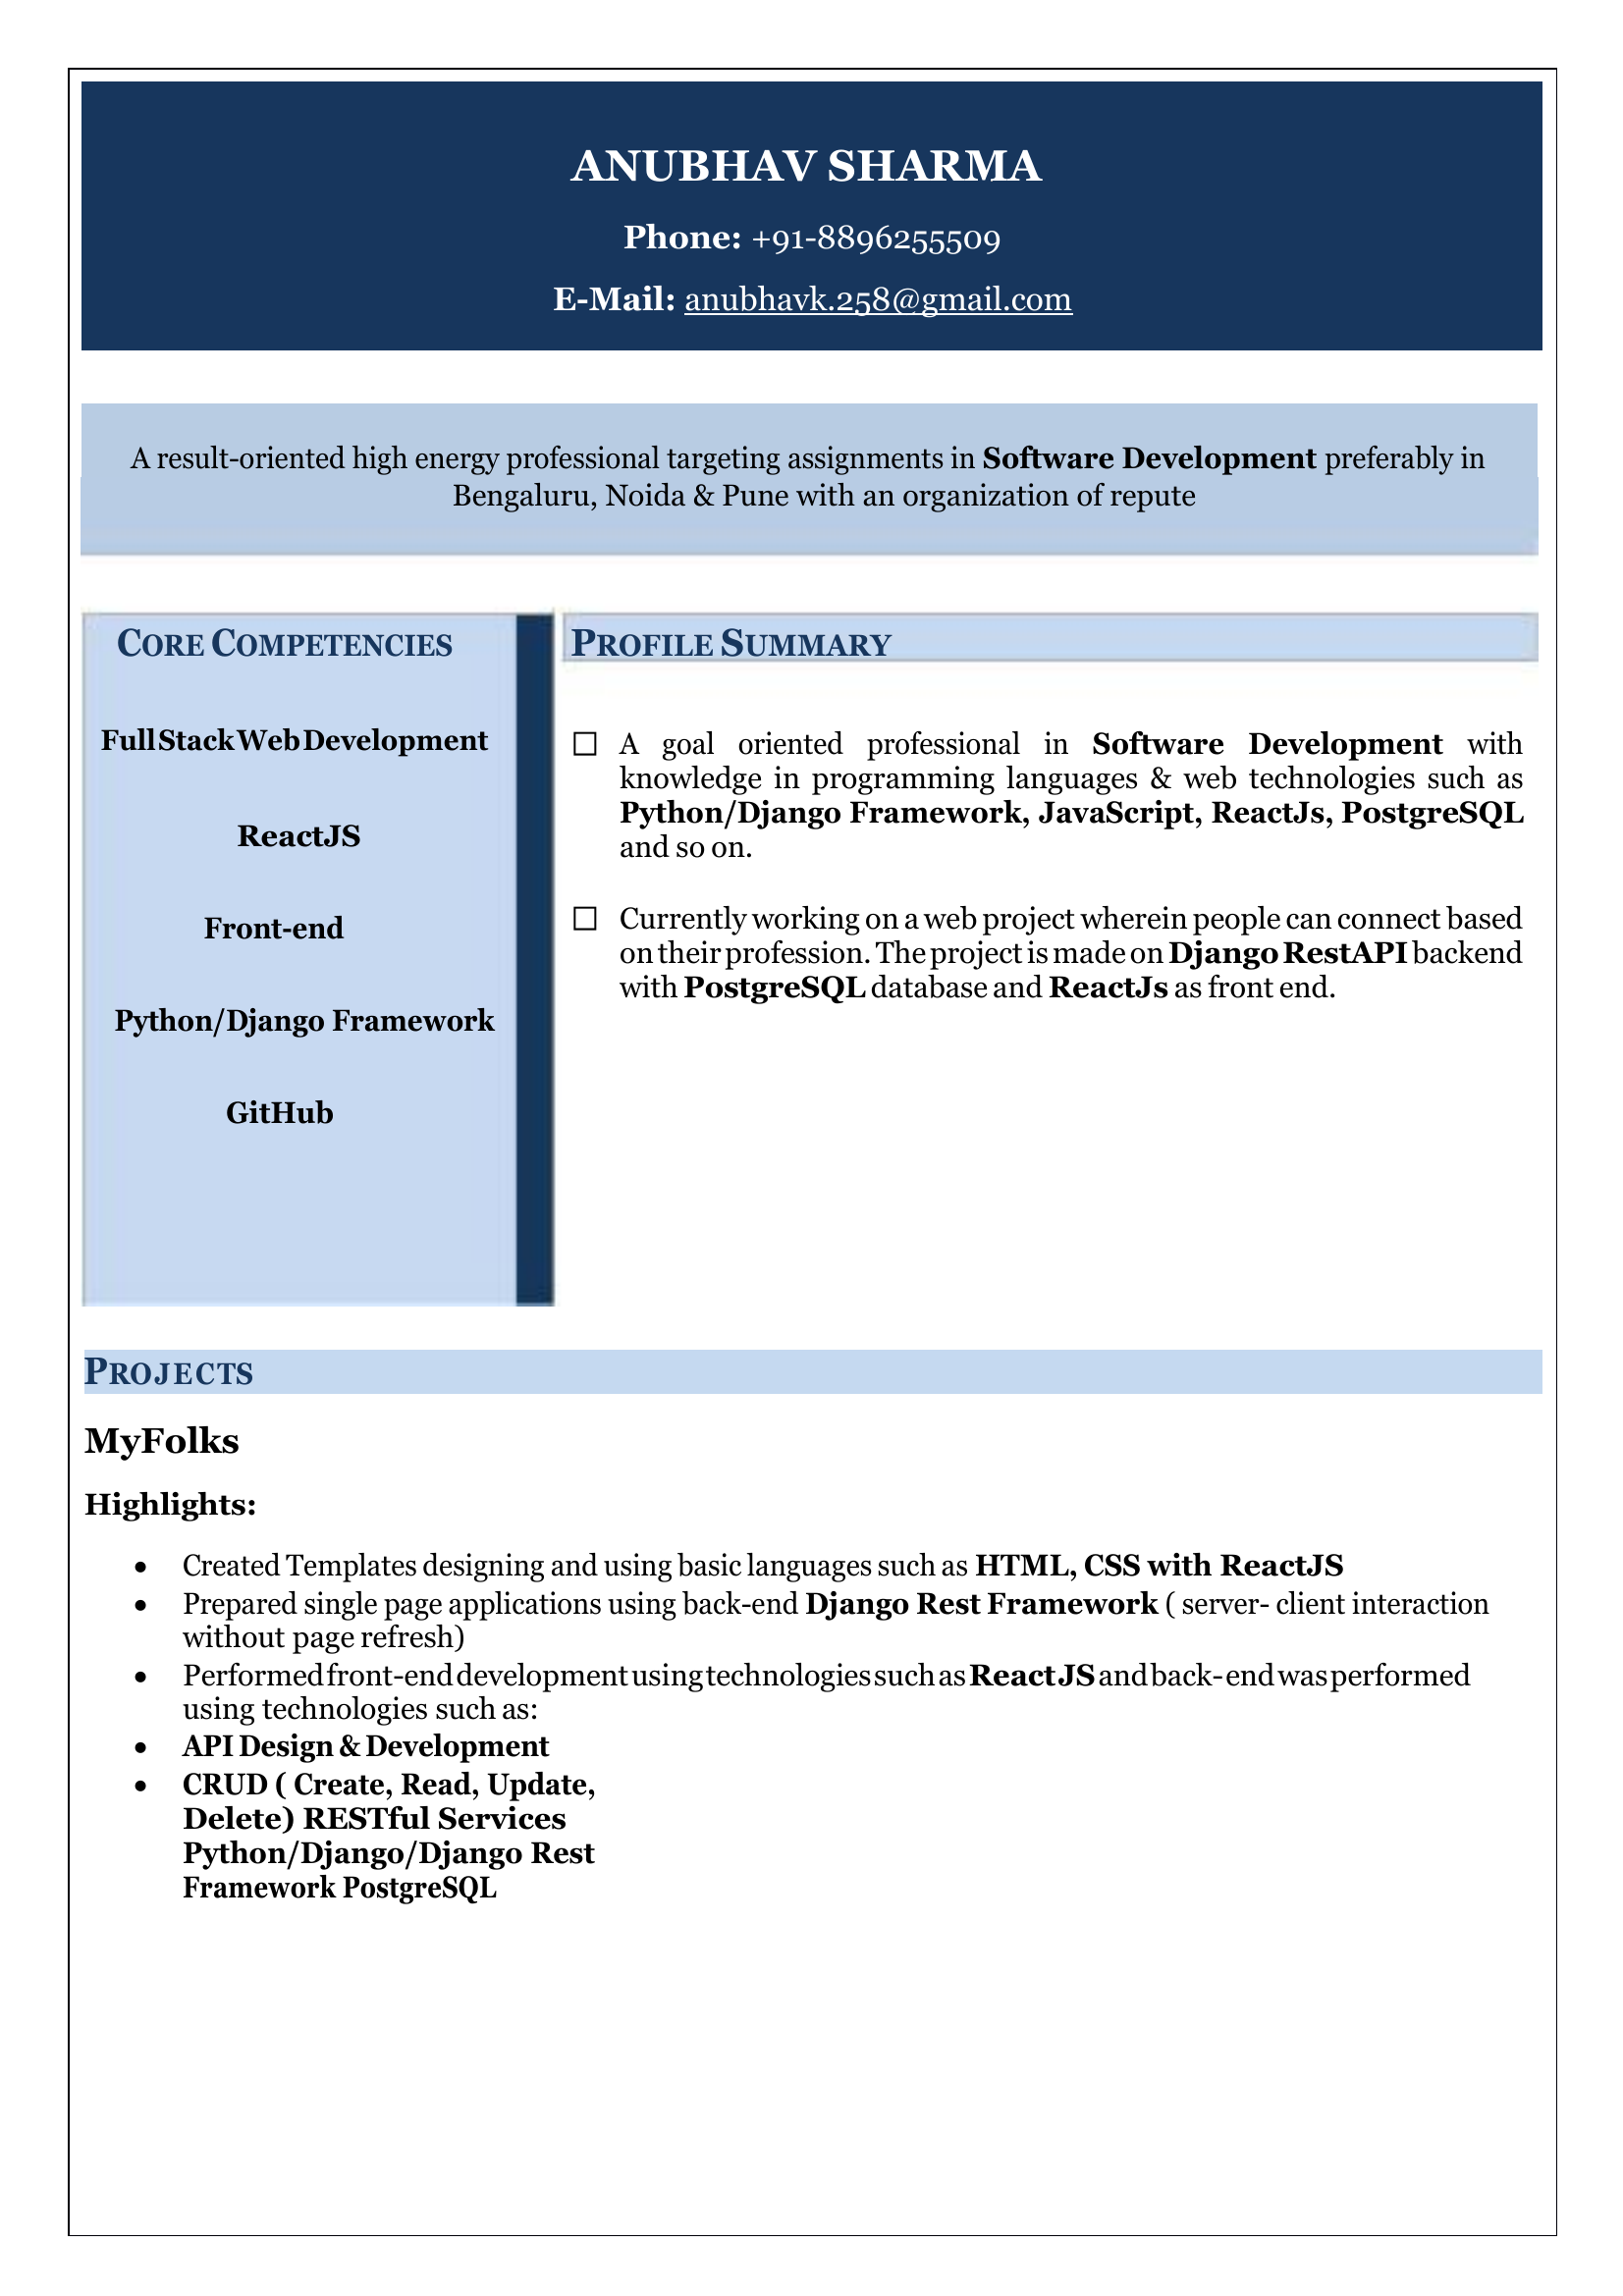 ANUBHAV SHARMA
Phone: +91-8896255509
E-Mail: anubhavk.258@gmail.com
A result-oriented high energy professional targeting assignments in Software Development preferably in
Bengaluru, Noida & Pune with an organization of repute
CORE COMPETENCIES
Full Stack Web Development
ReactJS
Front-end
Python/Django Framework
GitHub
PROFILE SUMMARY
☐ A goal oriented professional in Software Development with
knowledge in programming languages & web technologies such as
Python/Django Framework, JavaScript, ReactJs, PostgreSQL
and so on.
☐ Currently working on a web project wherein people can connect based
on their profession. The project is made on Django RestAPI backend
with PostgreSQL database and ReactJs as front end.
PROJECTS
MyFolks
Highlights:
• Created Templates designing and using basic languages such as HTML, CSS with ReactJS
• Prepared single page applications using back-end Django Rest Framework ( server- client interaction
without page refresh)
• Performed front-end development using technologies such as React JS and back- end was performed
using technologies such as:
• API Design & Development
• CRUD ( Create, Read, Update,
Delete) RESTful Services
Python/Django/Django Rest
Framework PostgreSQL